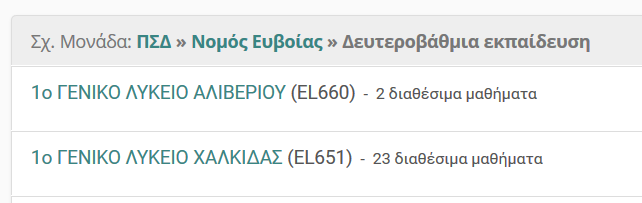 Σχ. Μονάδα: ΠΣΔ » Νομός Ευβοίας » Δευτεροβάθμια εκπαίδευση
1ο ΓΕΝΙΚΟ ΛΥΚΕΙΟ ΑΛΙΒΕΡΙΟΥ (EL660) - 2 διαθέσιμα μαθήματα
1ο ΓΕΝΙΚΟ ΛΥΚΕΙΟ ΧΑΛΚΙΔΑΣ (EL651) - 23 διαθέσιμα μαθήματα